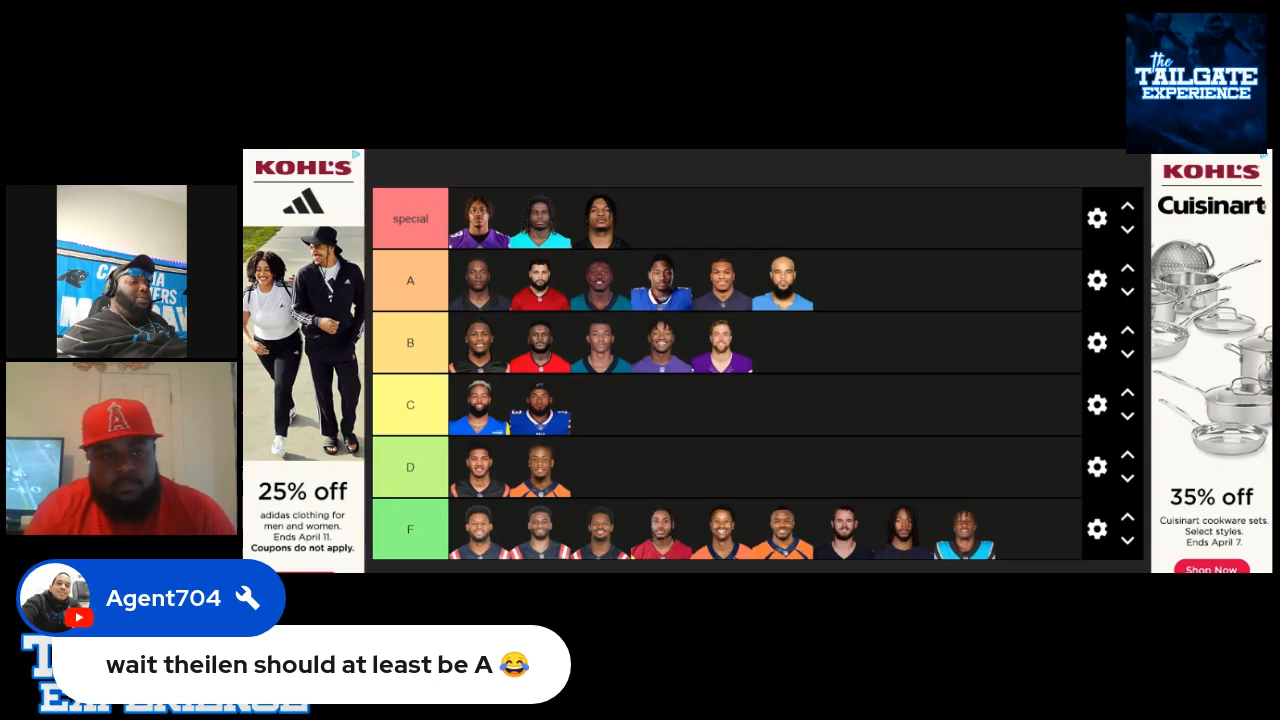 the
TAILGATE
EXPERIENCE
KOHL'S
25% off
adidas clothing for
men and women.
Ends April 11.
Coupons do not apply.
special
A
B
C
D
F
KOHL'S
Cuisinart
35% off
Cuisinart cookware sets.
Select styles.
Ends April 7.
Shop Now
A
Agent704
wait theilen should at least be A 😂